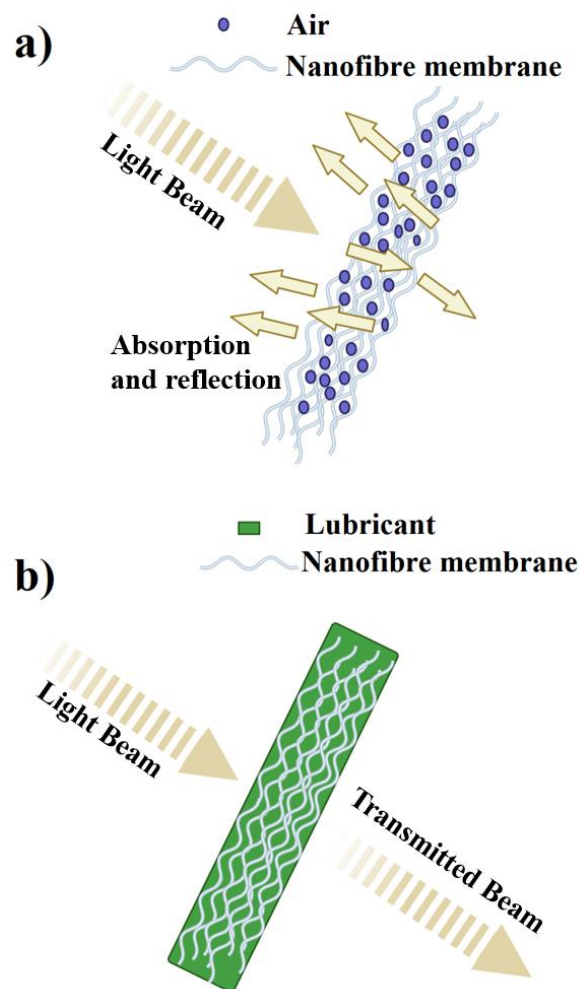 a)
Air
Nanofibre membrane
Light Beam
Absorption
and reflection
b)
Lubricant
Nanofibre membrane
Light Beam
Transmitted Beam